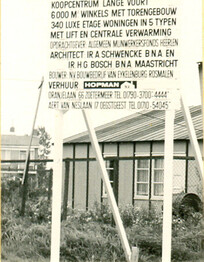 KOOPCENTRUM LANGE VOORT
6.000 M² WINKELS MET TORENGEBOUW
340 LUXE ETAGE WONINGEN IN 5 TYPEN
MET LIFT EN CENTRALE VERWARMING
OPDRACHTGEVER: ALGEMEEN MIJNWERKERSFONDS HEERLEN
ARCHITECT: IR A SCHWENCKE B.N.A EN
IR. H G BOSCH B N A MAASTRICHT
BOUWER: N.V. BOUWBEDRIJF VAN EYKELENBURG ROSMALEN
VERHUUR HOPMAN
ORANJELAAN 66 ZOETERMEER TEL. (01790-3700*-4444*
AERT VAN NESLAAN 17 OEGSTGEEST TEL. 01710-54045*